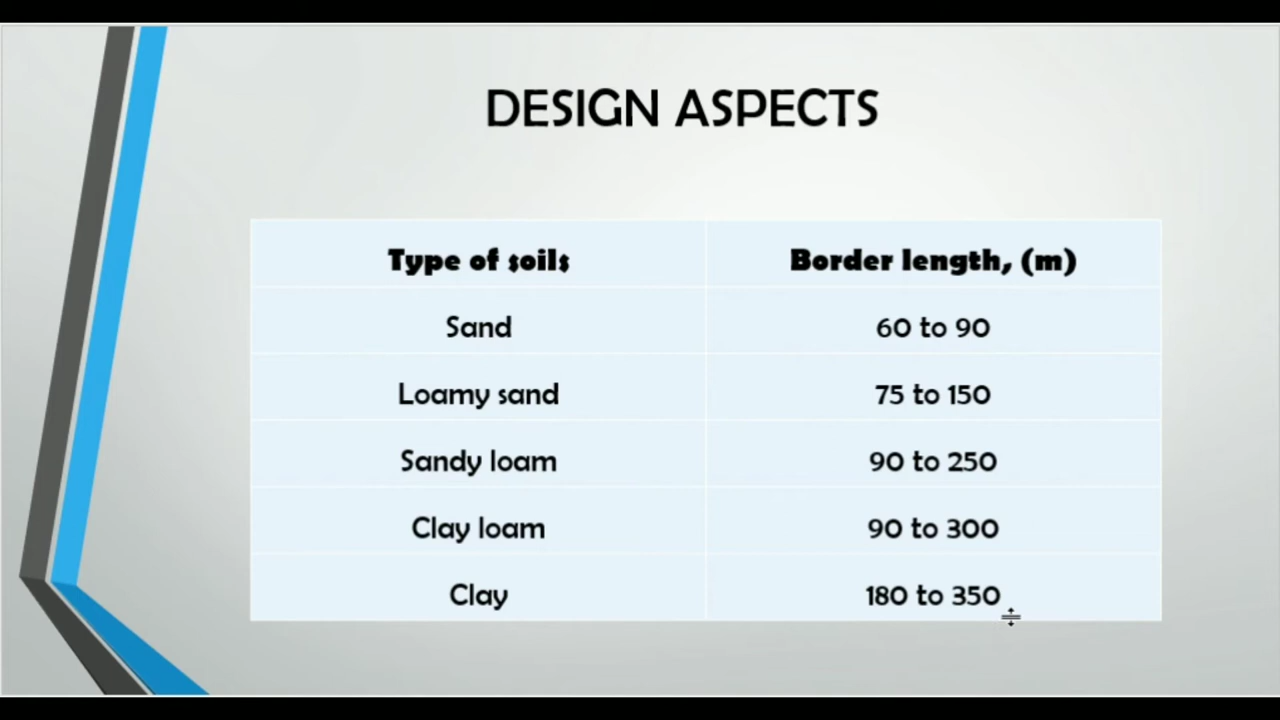 DESIGN ASPECTS
Type of soils Border length, (m)
Sand 60 to 90
Loamy sand 75 to 150
Sandy loam 90 to 250
Clay loam 90 to 300
Clay 180 to 350